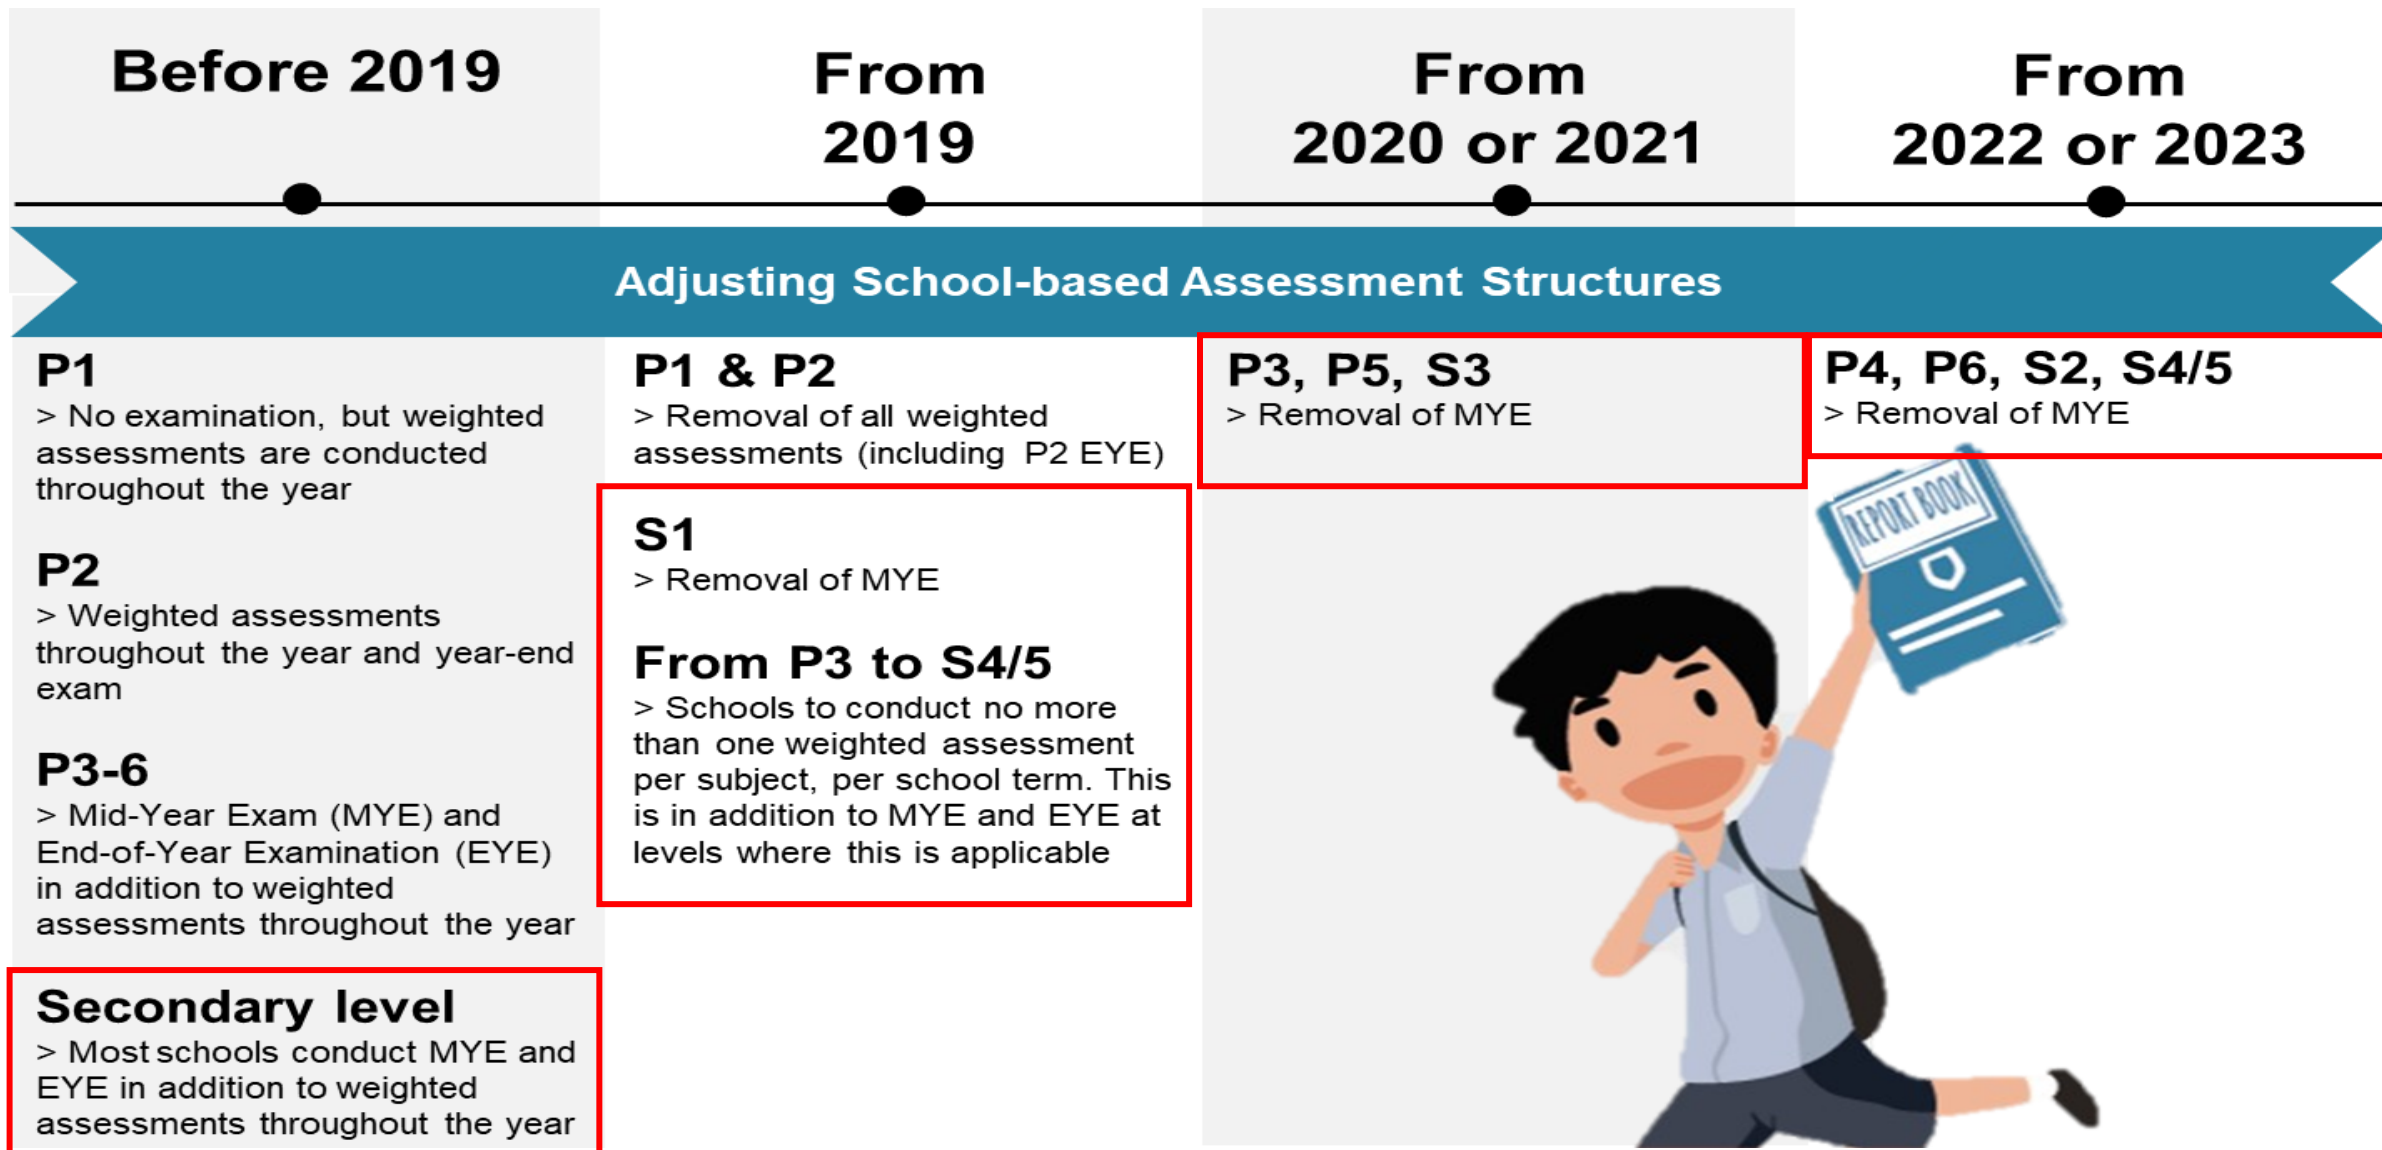 Before 2019
From
2019
From
2020 or 2021
From
2022 or 2023
Adjusting School-based Assessment Structures
P1
> No examination, but weighted
assessments are conducted
throughout the year
P2
> Weighted assessments
throughout the year and year-end
exam
P3-6
> Mid-Year Exam (MYE) and
End-of-Year Examination (EYE)
in addition to weighted
assessments throughout the year
Secondary level
> Most schools conduct MYE and
EYE in addition to weighted
assessments throughout the year
P1 & P2
> Removal of all weighted
assessments (including P2 EYE)
S1
> Removal of MYE
From P3 to S4/5
> Schools to conduct no more
than one weighted assessment
per subject, per school term. This
is in addition to MYE and EYE at
levels where this is applicable
P3, P5, S3
> Removal of MYE
P4, P6, S2, S4/5
> Removal of MYE
REPORT BOOK